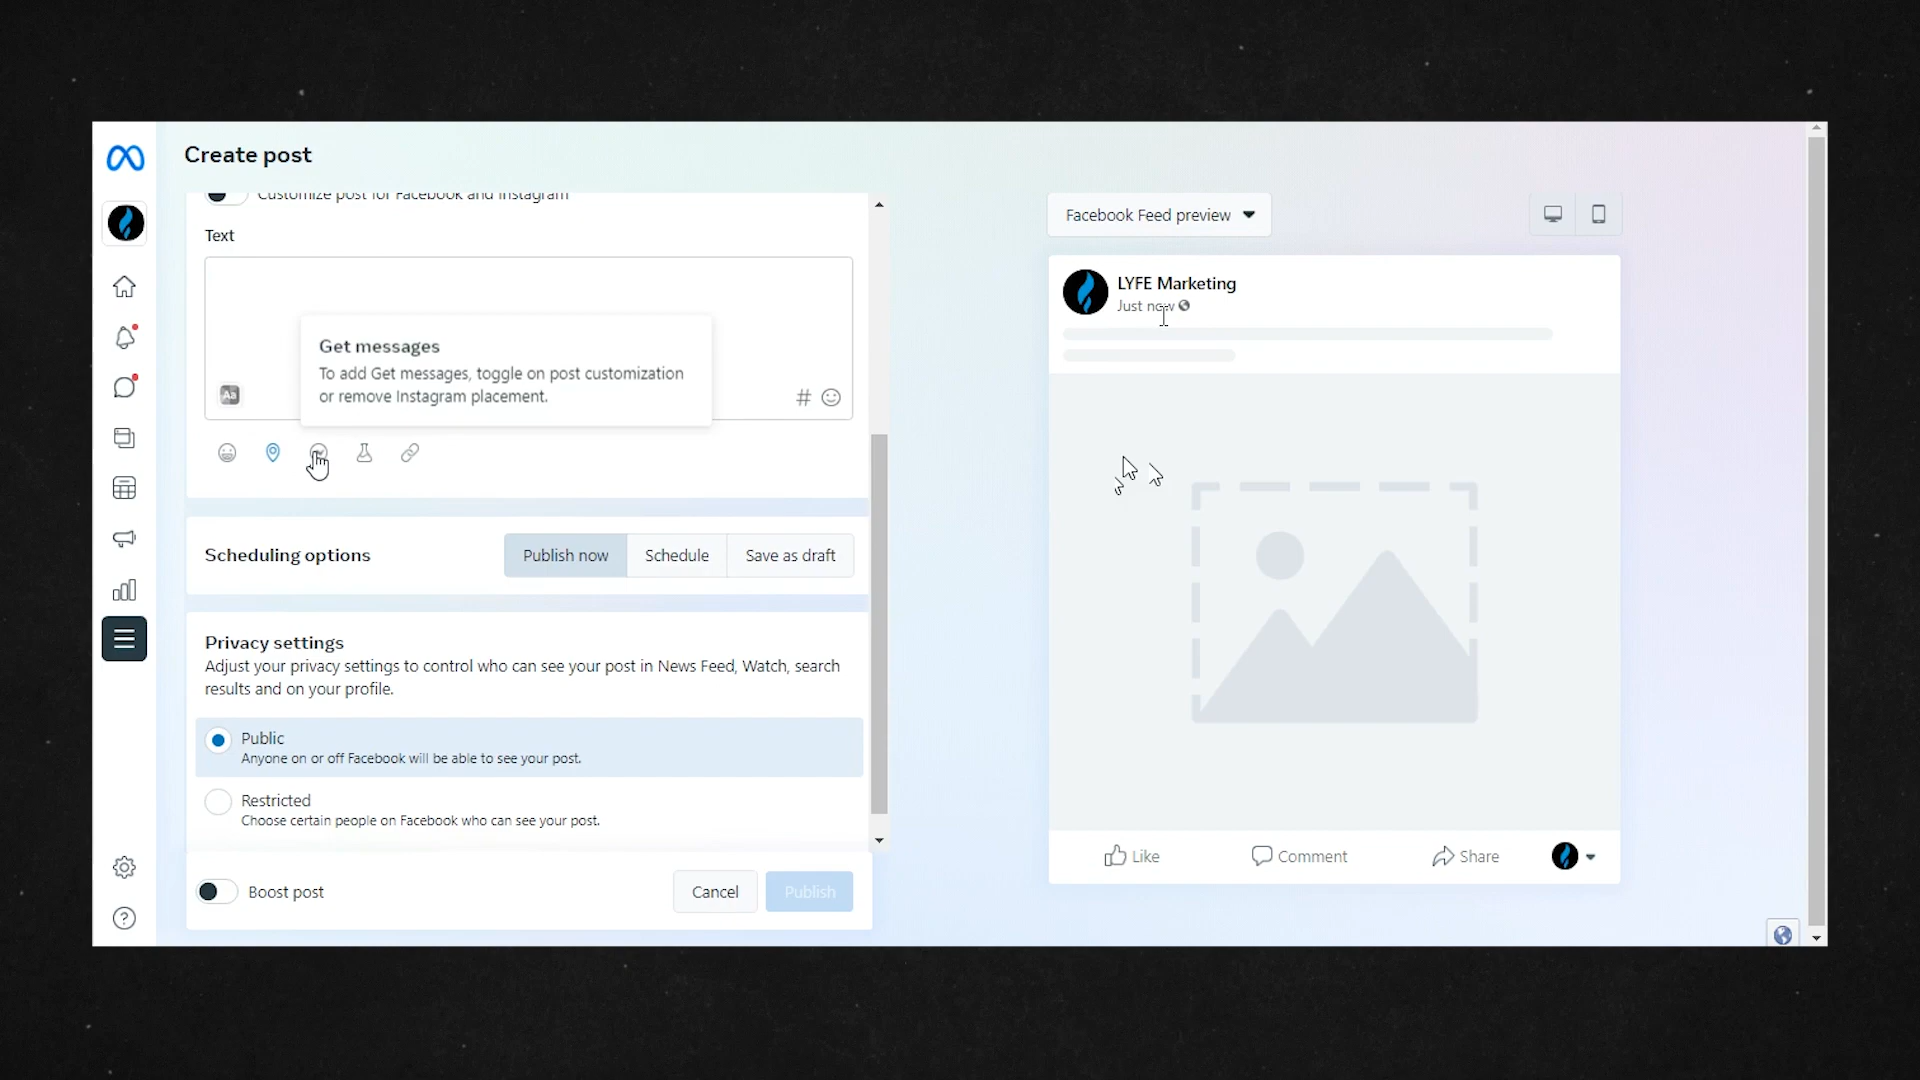 Create post
Customize post for Facebook and Instagram
Text
Get messages
To add Get messages, toggle on post customization
or remove Instagram placement.
Aa
#
Scheduling options
Publish now
Schedule
Save as draft
Privacy settings
Adjust your privacy settings to control who can see your post in News Feed, Watch, search
results and on your profile.
Public
Anyone on or off Facebook will be able to see your post.
Restricted
Choose certain people on Facebook who can see your post.
Boost post
Cancel
Publish
Facebook Feed preview
LYFE Marketing
Just now
Like
Comment
Share